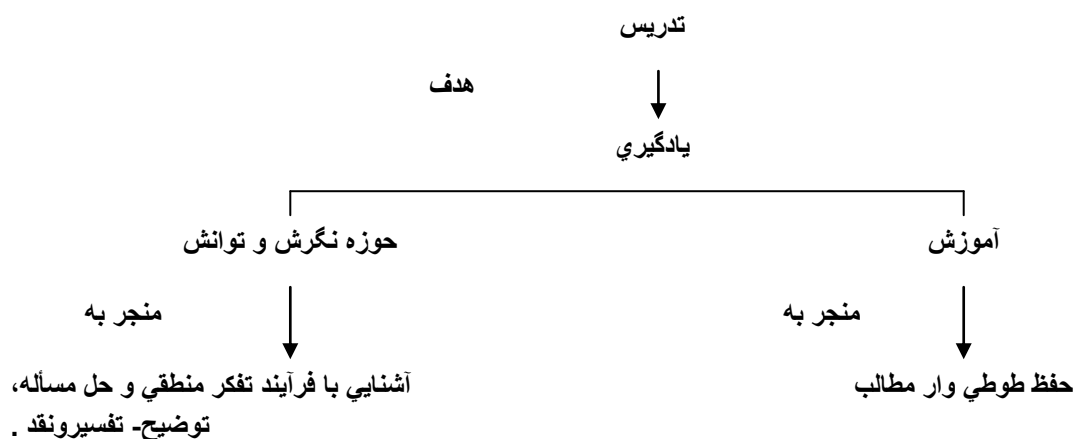 تدريس
هدف
يادگيري
آموزش
حوزه نگرش و توانش
منجر به
منجر به
حفظ طوطي وار مطالب
آشنايي با فرآيند تفكر منطقي و حل مسأله،
توضيح- تفسيرونقد .